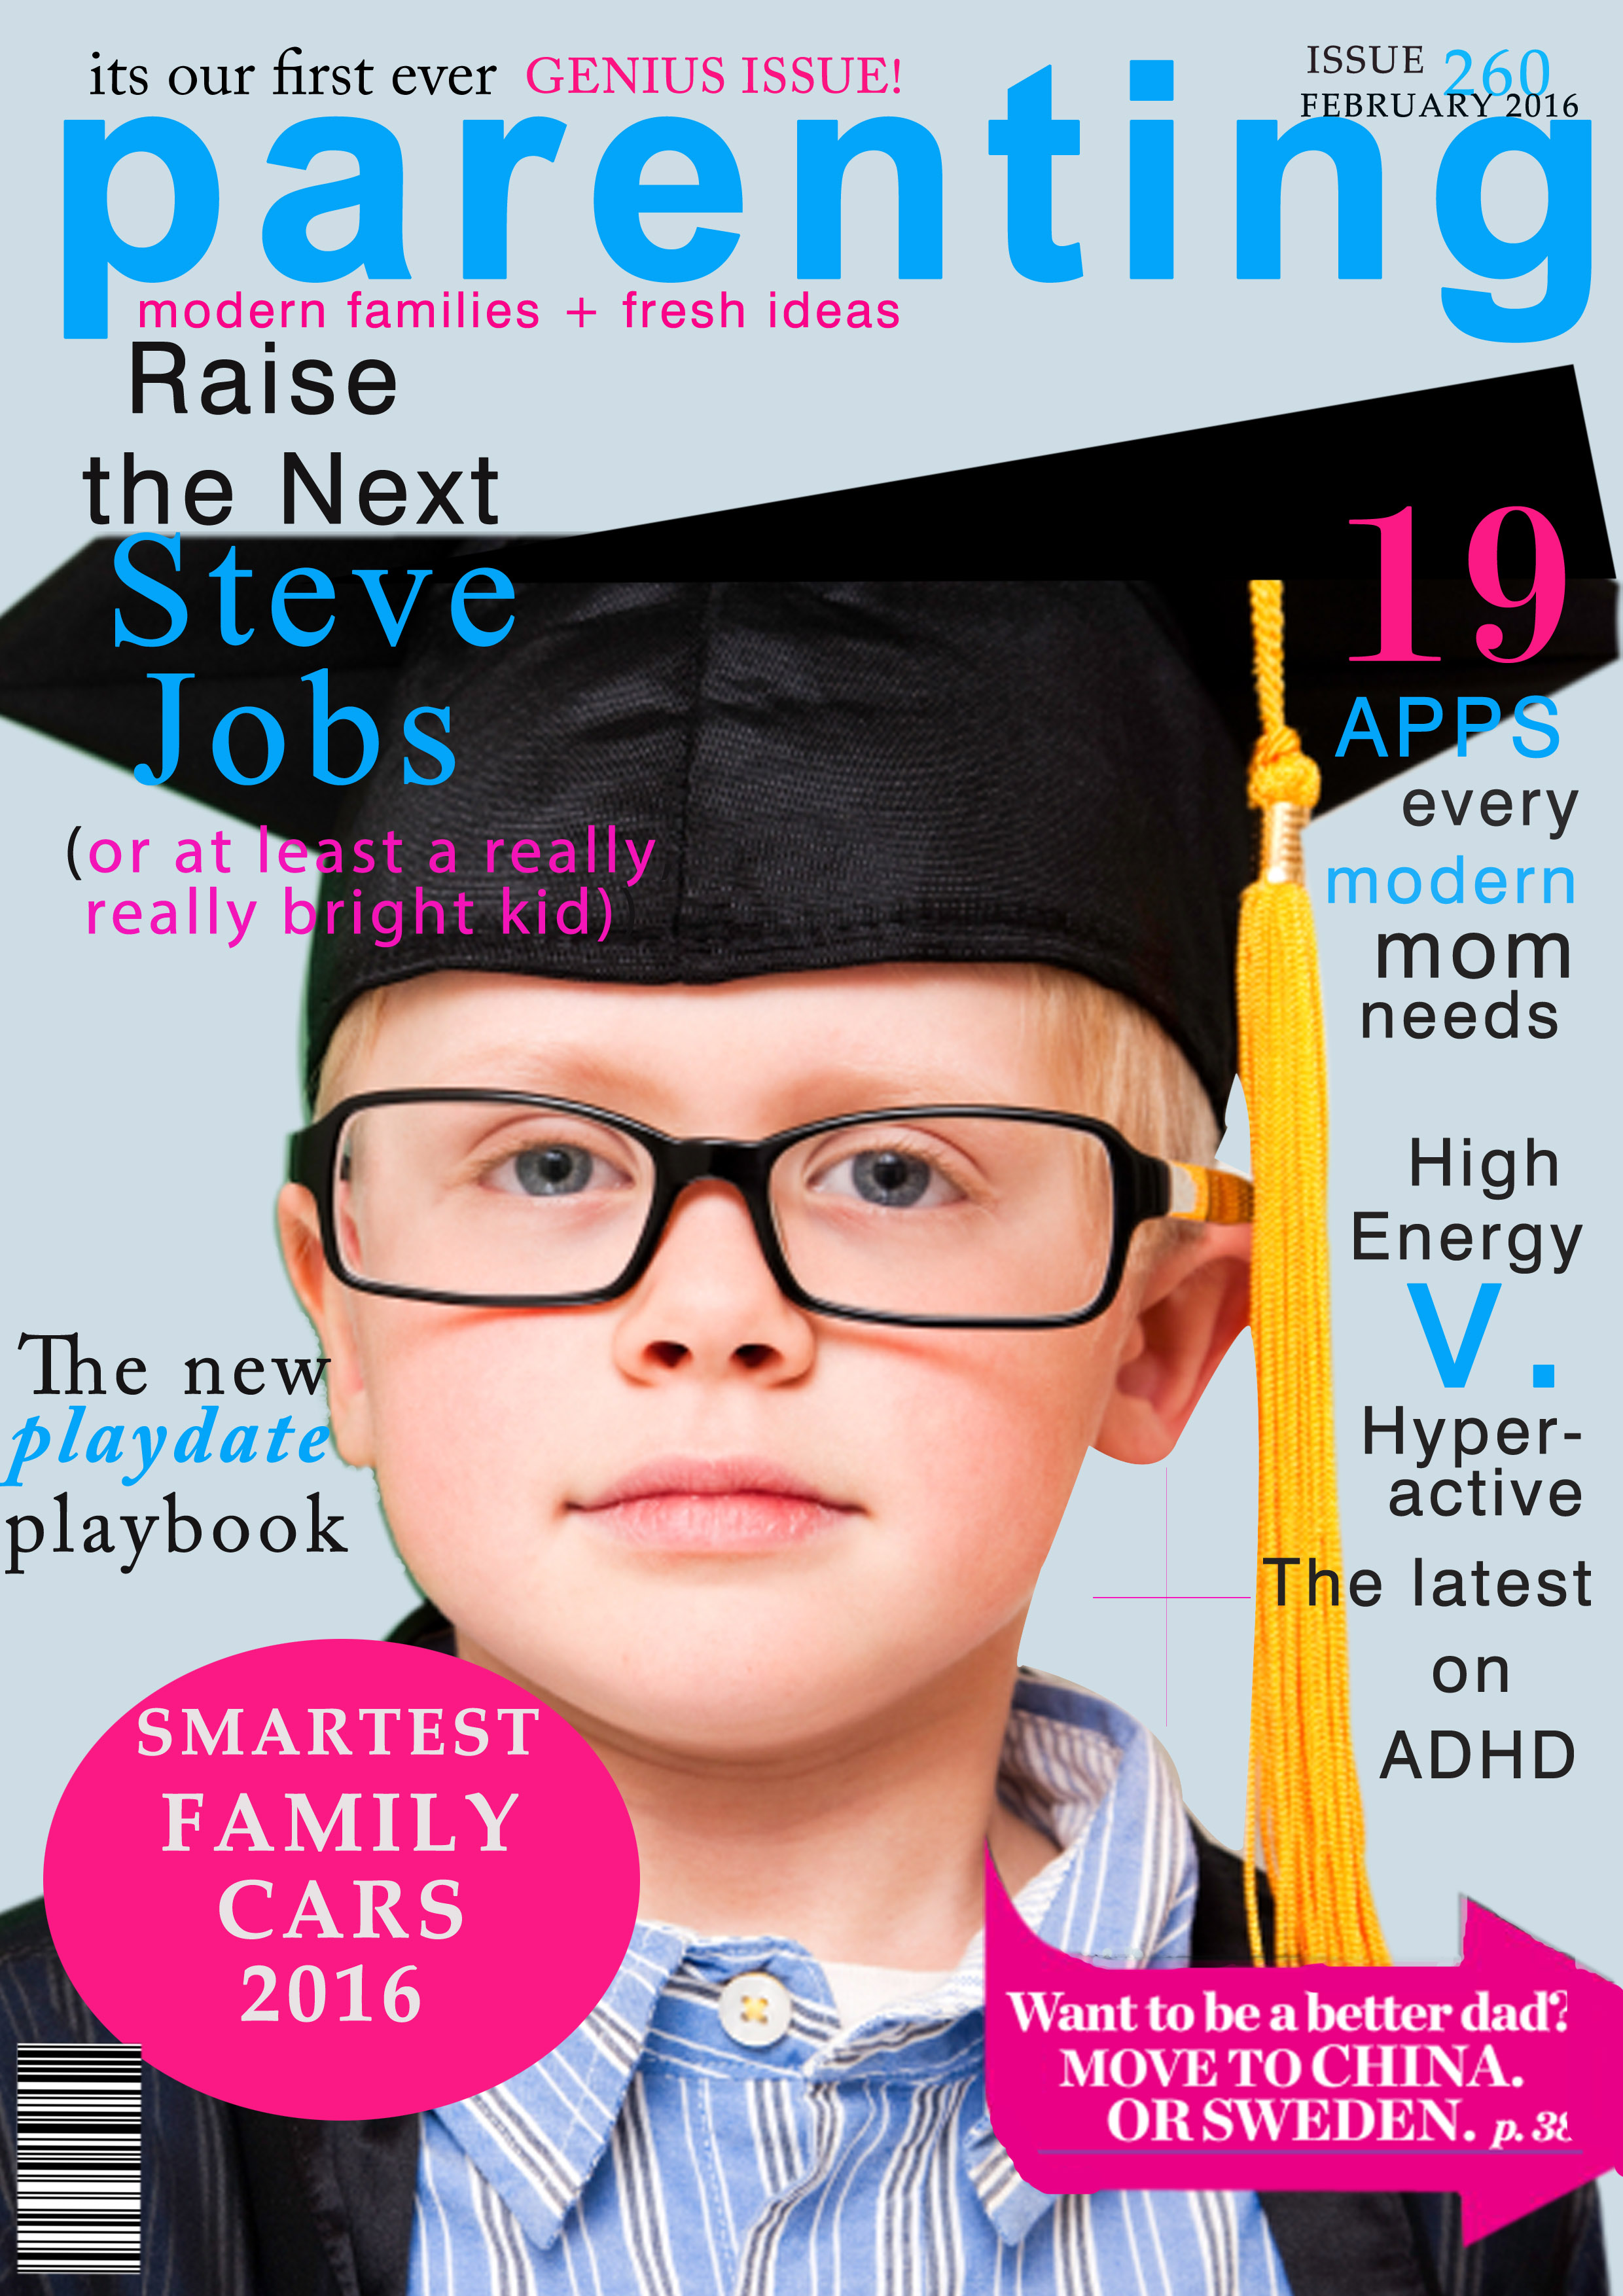 its our first ever GENIUS ISSUE!
ISSUE 260
FEBRUARY 2016
parenting
modern families + fresh ideas
Raise
the Next
Steve
Jobs
(or at least a really
really bright kid)
19
APPS
every
modern
mom
needs
High
Energy
V.
Hyper-
active
The latest
on
ADHD
The new
playdate
playbook
SMARTEST
FAMILY
CARS
2016
Want to be a better dad?
MOVE TO CHINA.
OR SWEDEN. p.